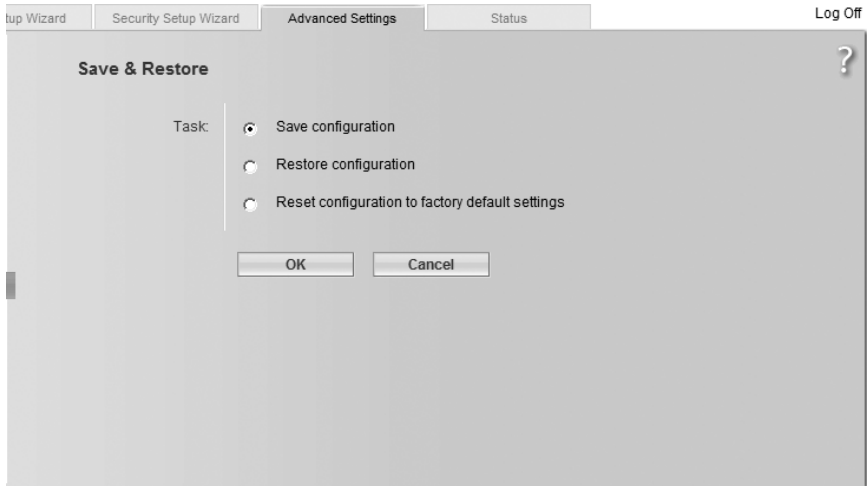 tup Wizard
Security Setup Wizard
Advanced Settings
Status
Log Off
?
Save & Restore
Task:
Save configuration
Restore configuration
Reset configuration to factory default settings
OK
Cancel